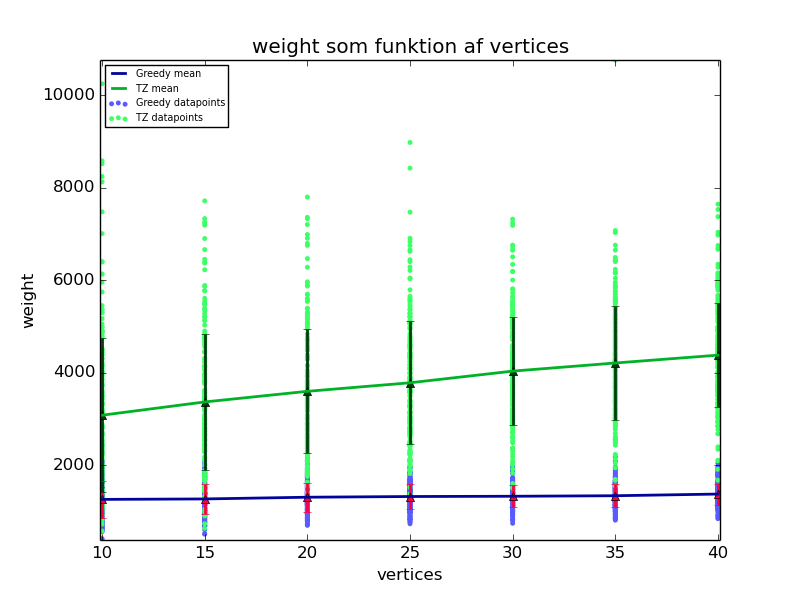 weight som funktion af vertices
Greedy mean
TZ mean
Greedy datapoints
TZ datapoints
10000
8000
6000
4000
2000
weight
10 15 20 25 30 35 40
vertices